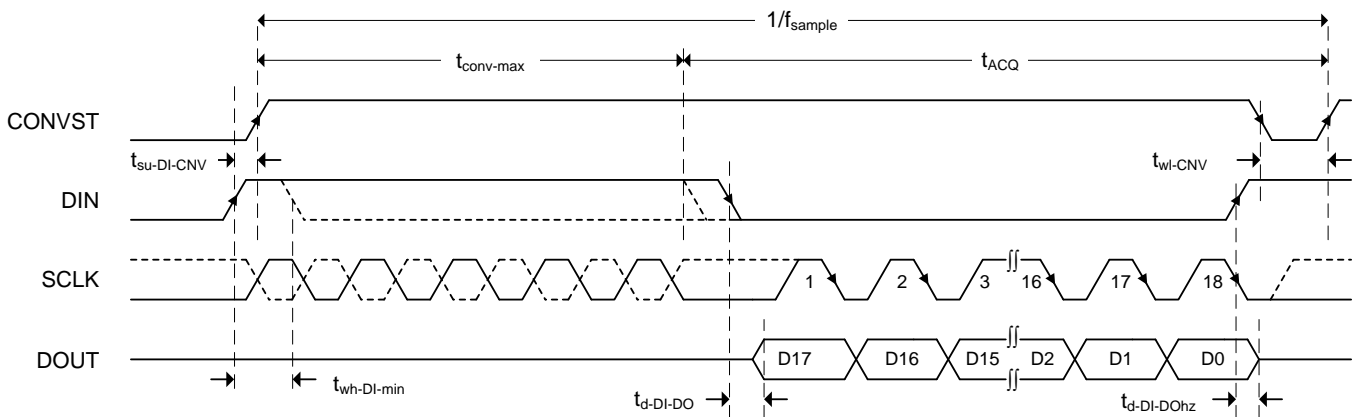 1/fsample
tconv-max
tACQ
CONVST
tsu-DI-CNV
twl-CNV
DIN
SCLK
1 2 3 16 17 18
DOUT
D17 D16 D15 D2 D1 D0
twh-DI-min
td-DI-DO
td-DI-DOhz